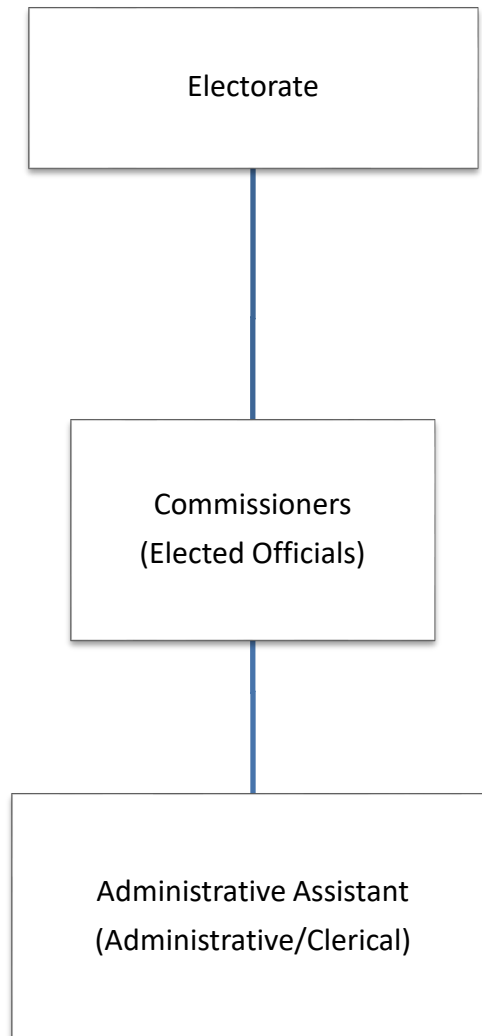 Electorate
Commissioners
(Elected Officials)
Administrative Assistant
(Administrative/Clerical)